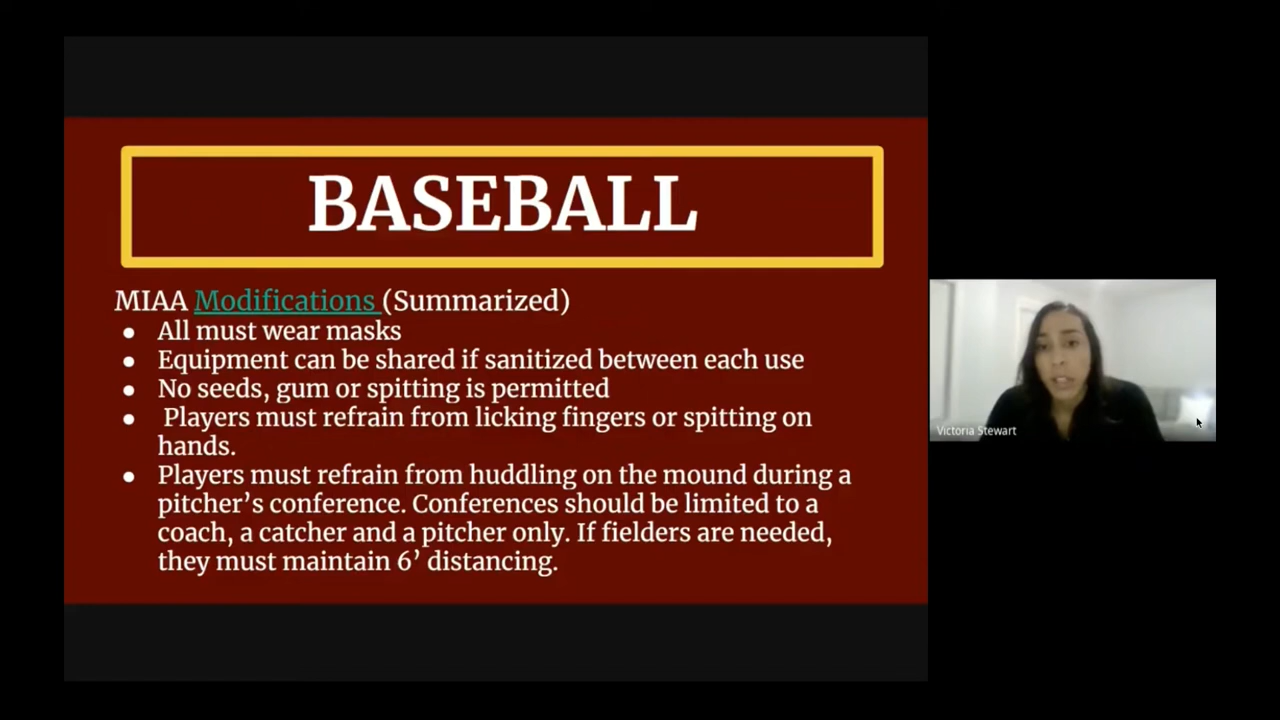 BASEBALL
MIAA Modifications (Summarized)
● All must wear masks
● Equipment can be shared if sanitized between each use
● No seeds, gum or spitting is permitted
● Players must refrain from licking fingers or spitting on
hands.
● Players must refrain from huddling on the mound during a
pitcher’s conference. Conferences should be limited to a
coach, a catcher and a pitcher only. If fielders are needed,
they must maintain 6’ distancing.
Victoria Stewart